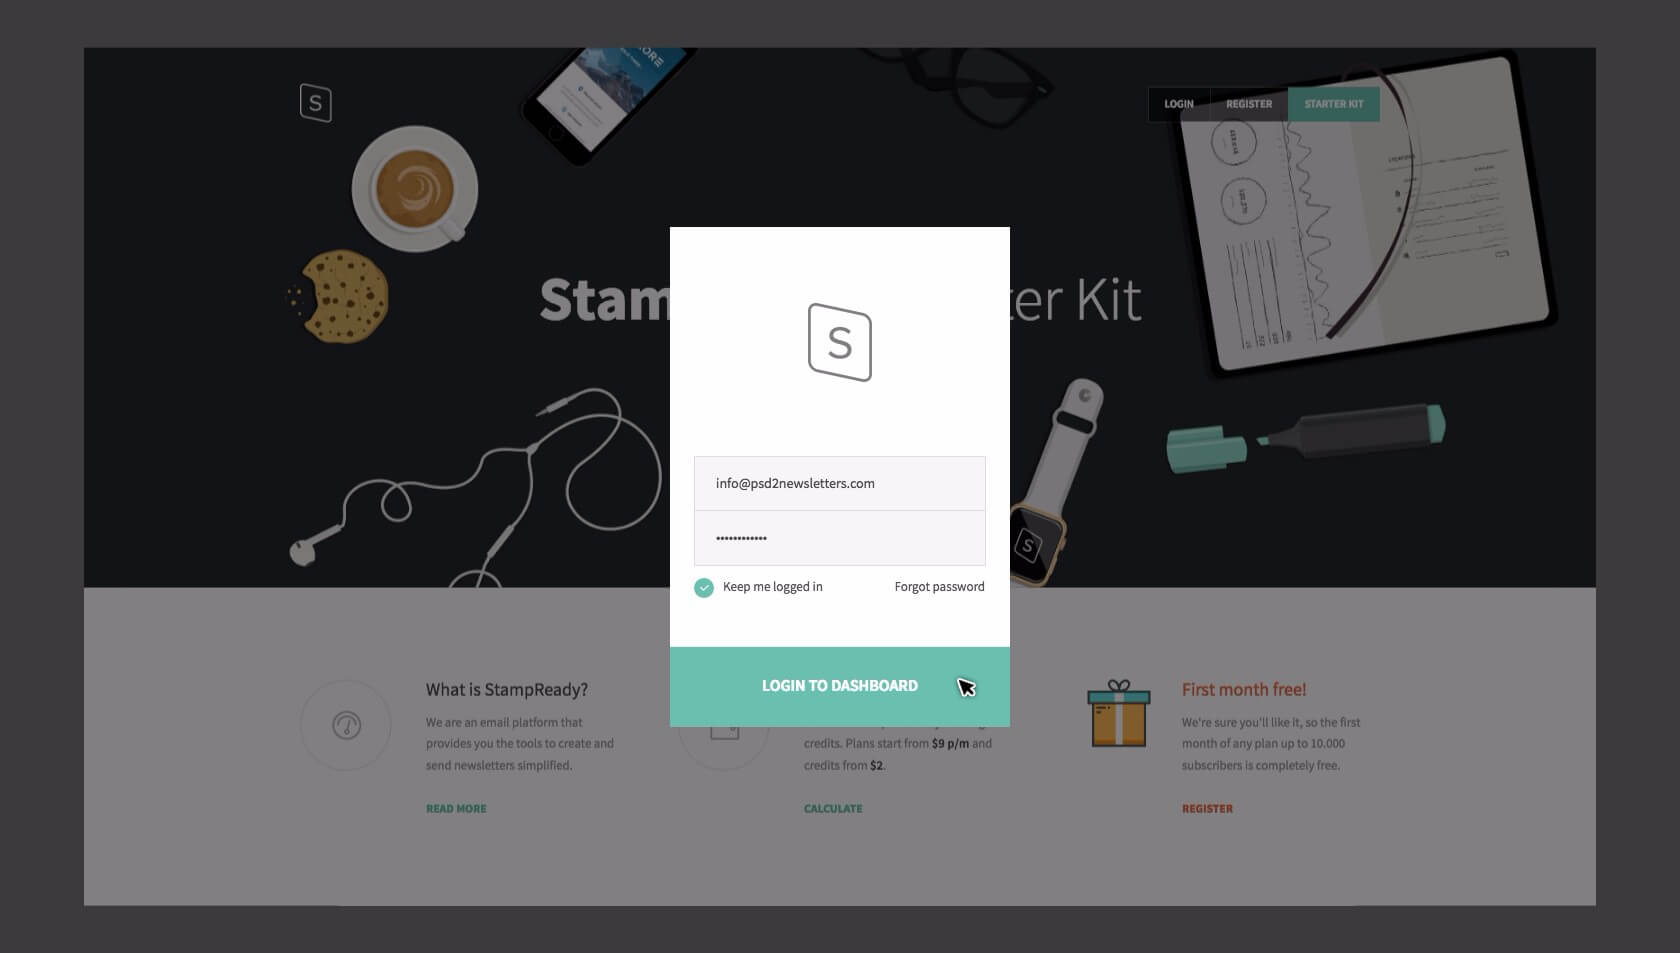 S
LOGIN
REGISTER
STARTER KIT
Stam
ter Kit
S
info@psd2newsletters.com
••••••••••••
Keep me logged in
Forgot password
LOGIN TO DASHBOARD
S
What is StampReady?
We are an email platform that
provides you the tools to create and
send newsletters simplified.
READ MORE
credits. Plans start from $9 p/m and
credits from $2.
CALCULATE
First month free!
We're sure you'll like it, so the first
month of any plan up to 10.000
subscribers is completely free.
REGISTER